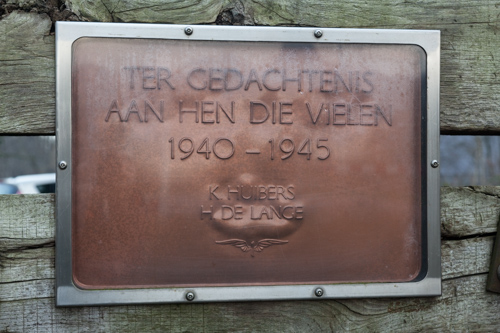 TER GEDACHTENIS
AAN HEN DIE VIELEN
1940 - 1945
K. HUIBERS
H. DE LANGE